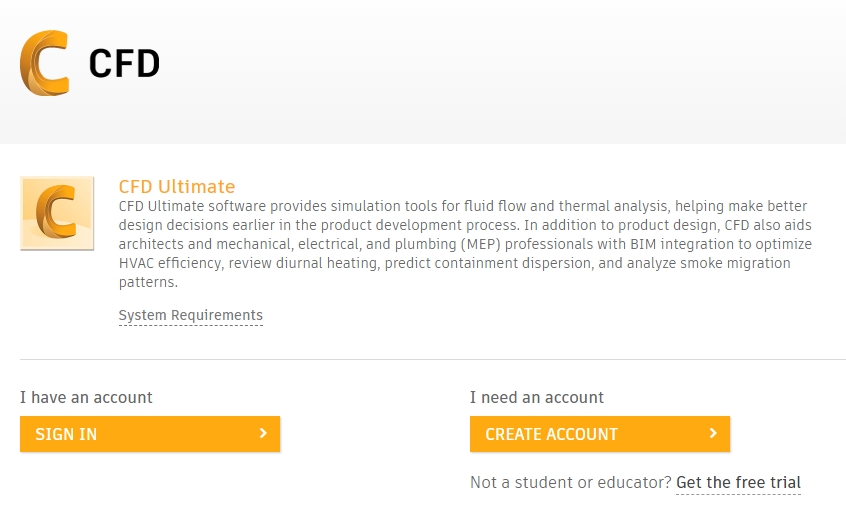 CFD
CFD Ultimate
CFD Ultimate software provides simulation tools for fluid flow and thermal analysis, helping make better
design decisions earlier in the product development process. In addition to product design, CFD also aids
architects and mechanical, electrical, and plumbing (MEP) professionals with BIM integration to optimize
HVAC efficiency, review diurnal heating, predict containment dispersion, and analyze smoke migration
patterns.
System Requirements
I have an account
SIGN IN
I need an account
CREATE ACCOUNT
Not a student or educator? Get the free trial